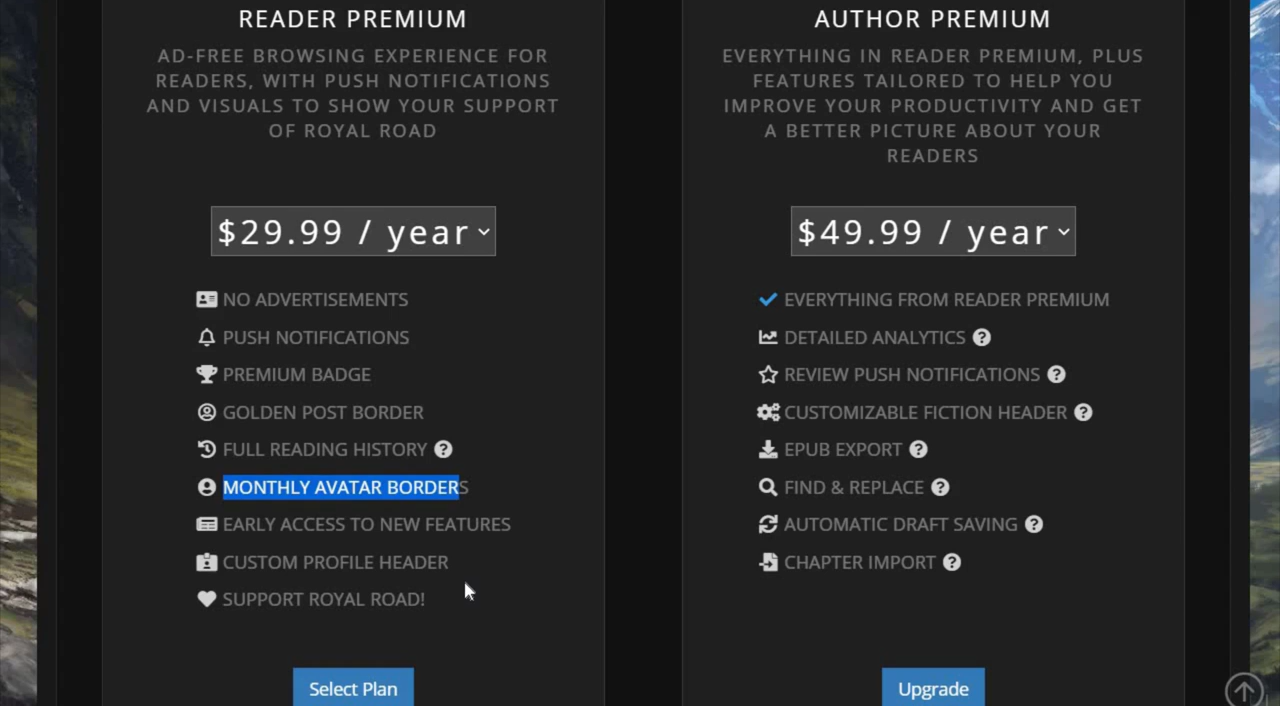 READER PREMIUM
AD-FREE BROWSING EXPERIENCE FOR
READERS, WITH PUSH NOTIFICATIONS
AND VISUALS TO SHOW YOUR SUPPORT
OF ROYAL ROAD
$29.99 / year
NO ADVERTISEMENTS
PUSH NOTIFICATIONS
PREMIUM BADGE
GOLDEN POST BORDER
FULL READING HISTORY ?
MONTHLY AVATAR BORDERS
EARLY ACCESS TO NEW FEATURES
CUSTOM PROFILE HEADER
SUPPORT ROYAL ROAD!
Select Plan
AUTHOR PREMIUM
EVERYTHING IN READER PREMIUM, PLUS
FEATURES TAILORED TO HELP YOU
IMPROVE YOUR PRODUCTIVITY AND GET
A BETTER PICTURE ABOUT YOUR
READERS
$49.99 / year
EVERYTHING FROM READER PREMIUM
DETAILED ANALYTICS ?
REVIEW PUSH NOTIFICATIONS ?
CUSTOMIZABLE FICTION HEADER ?
EPUB EXPORT ?
FIND & REPLACE ?
AUTOMATIC DRAFT SAVING ?
CHAPTER IMPORT ?
Upgrade